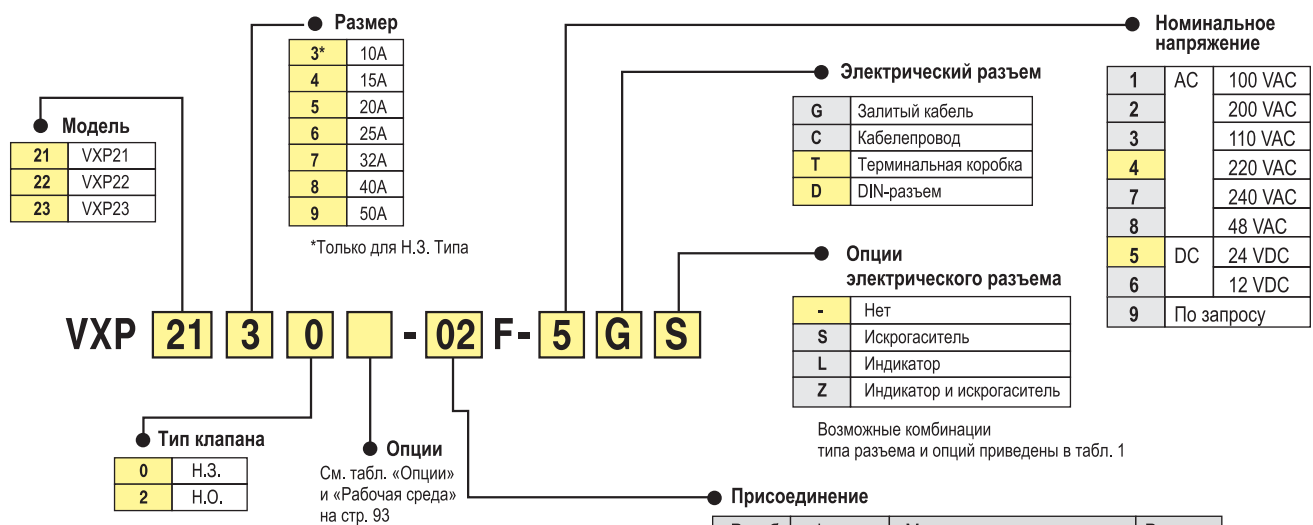 Размер
3* 10A
4 15A
5 20A
6 25A
7 32A
8 40A
9 50A
*Только для Н.З. Типа
Модель
21 VXP21
22 VXP22
23 VXP23
Электрический разъем
G Залитый кабель
C Кабелепровод
T Терминальная коробка
D DIN-разъем
Номинальное
напряжение
1 AC 100 VAC
2 200 VAC
3 110 VAC
4 220 VAC
7 240 VAC
8 48 VAC
5 DC 24 VDC
6 12 VDC
9 По запросу
Опции
электрического разъема
- Нет
S Искрогаситель
L Индикатор
Z Индикатор и искрогаситель
Возможные комбинации
типа разъема и опций приведены в табл. 1
VXP 21 3 0 - 02 F- 5 G S
Тип клапана
0 Н.З.
2 Н.О.
Опции
См. табл. «Опции»
и «Рабочая среда»
на стр. 93
Присоединение